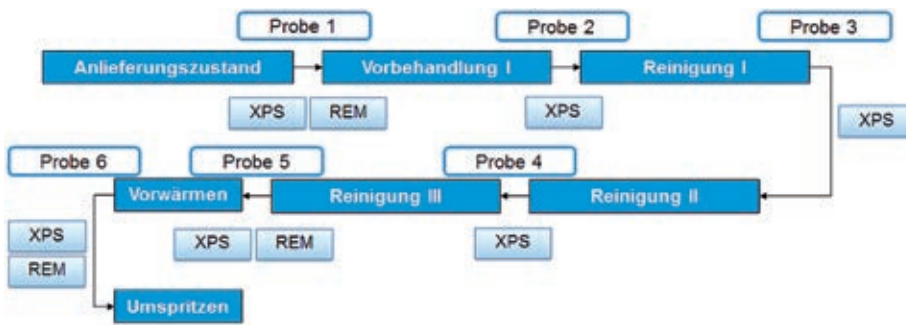 Probe 1
Probe 2
Probe 3
Anlieferungszustand
Vorbehandlung I
Reinigung I
XPS
REM
XPS
XPS
Probe 6
Probe 5
Probe 4
Vorwärmen
Reinigung III
Reinigung II
XPS
REM
XPS
REM
XPS
Umspritzen